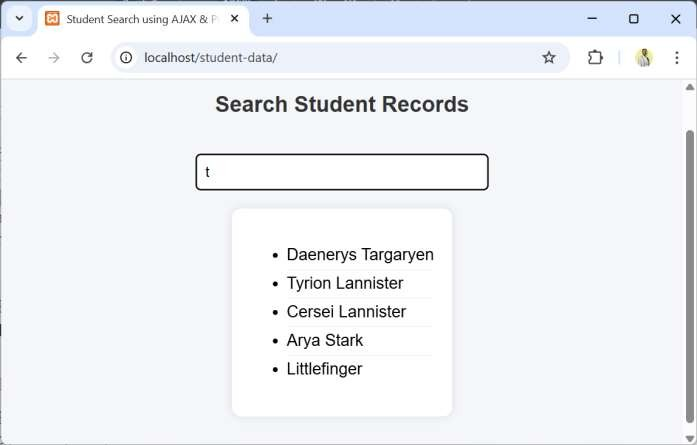 Student Search using AJAX & P
localhost/student-data/
Search Student Records
t
Daenerys Targaryen
Tyrion Lannister
Cersei Lannister
Arya Stark
Littlefinger